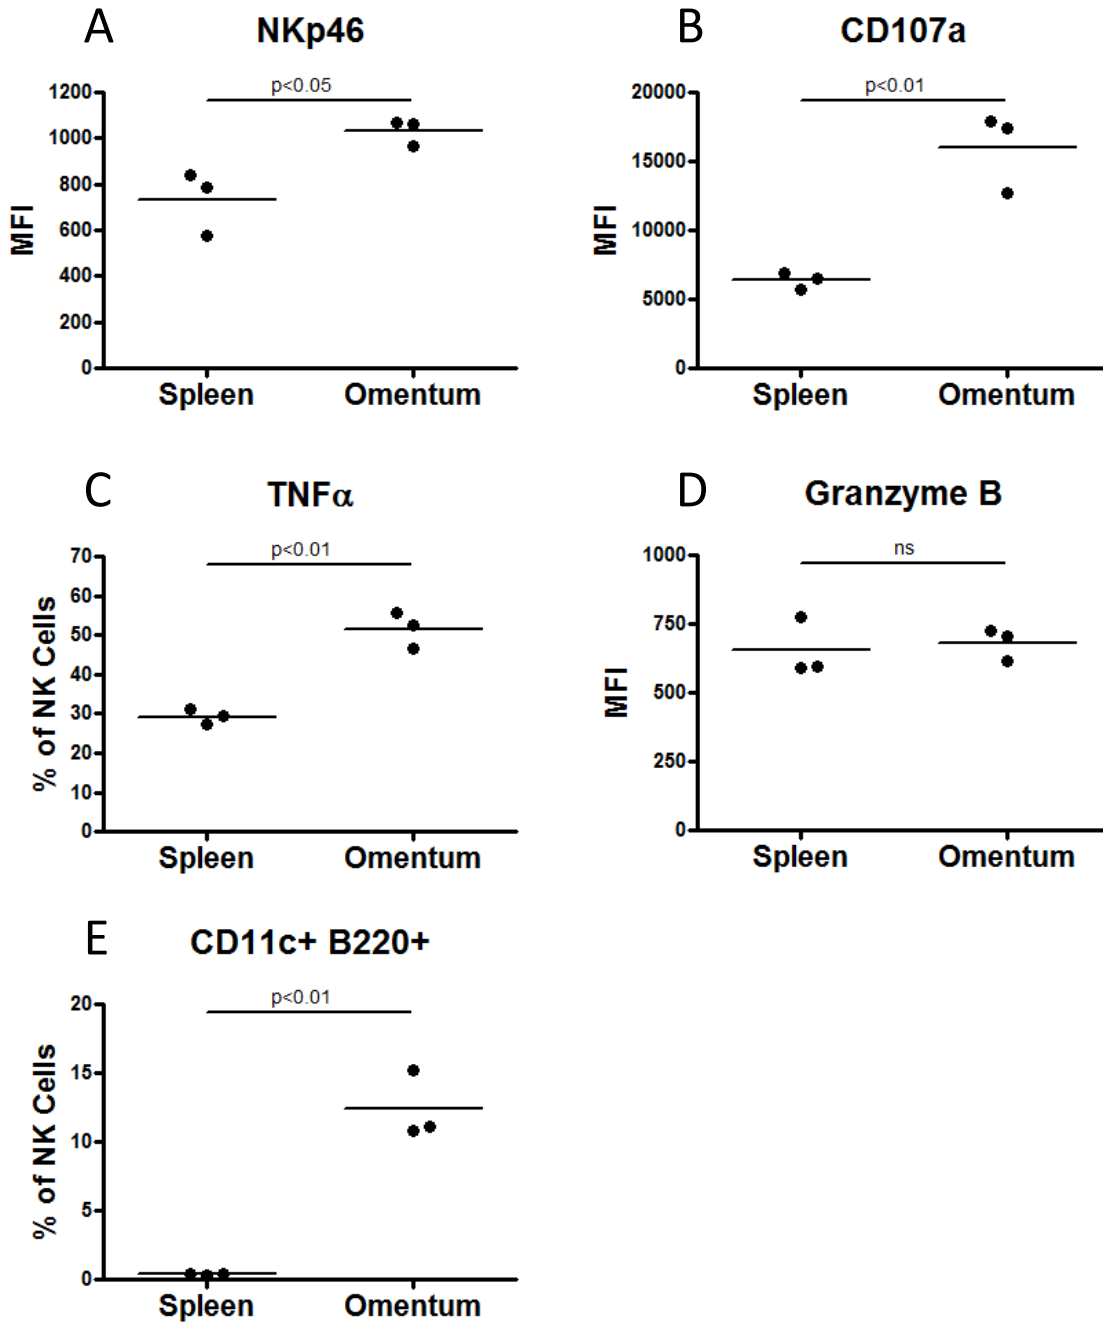 A NKp46
p<0.05
1200
1000
800
600
400
200
0
MFI
Spleen Omentum
B CD107a
p<0.01
20000
15000
10000
5000
0
MFI
Spleen Omentum
C TNFα
p<0.01
70
60
50
40
30
20
10
0
% of NK Cells
Spleen Omentum
D Granzyme B
ns
1000
750
500
250
0
MFI
Spleen Omentum
E CD11c+ B220+
p<0.01
20
15
10
5
0
% of NK Cells
Spleen Omentum